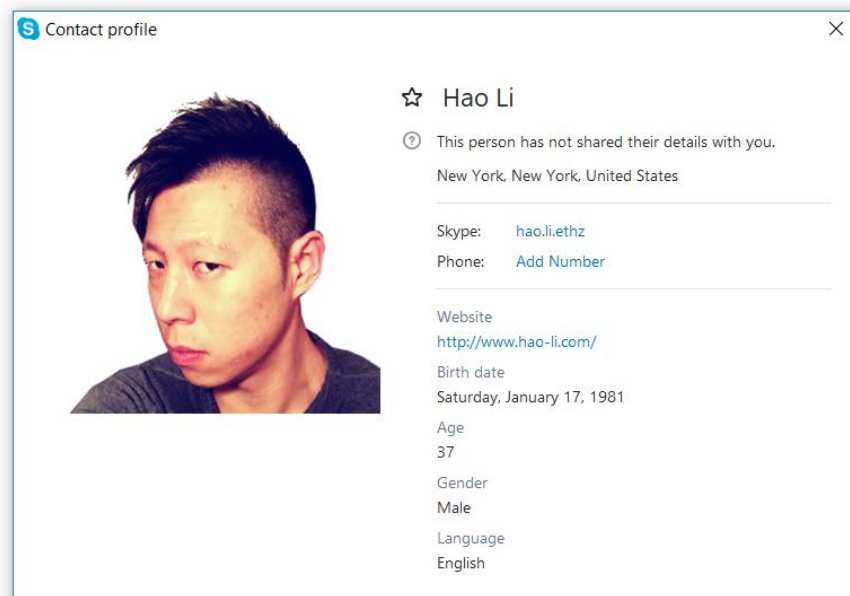 Contact profile
Hao Li
This person has not shared their details with you.
New York, New York, United States
Skype: hao.li.ethz
Phone: Add Number
Website
http://www.hao-li.com/
Birth date
Saturday, January 17, 1981
Age
37
Gender
Male
Language
English